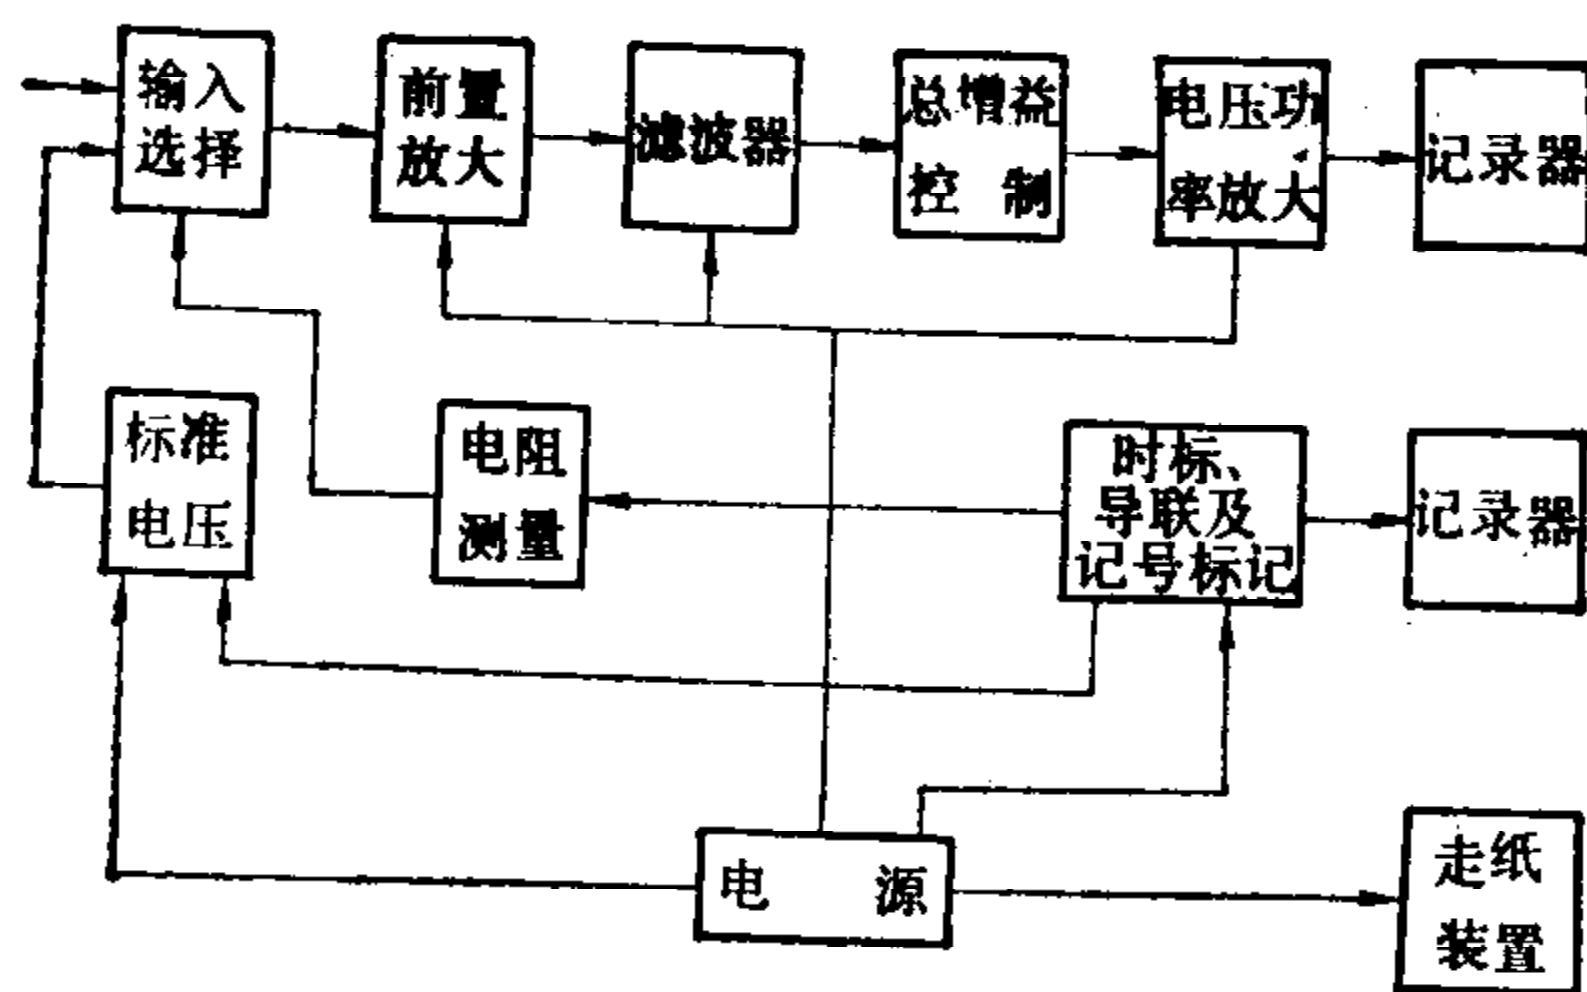 输入
选择
前置
放大
滤波器
总增益
控制
电压功
率放大
记录器
标准
电压
电阻
测量
时标、
导联及
记号标记
记录器
电源
走纸
装置